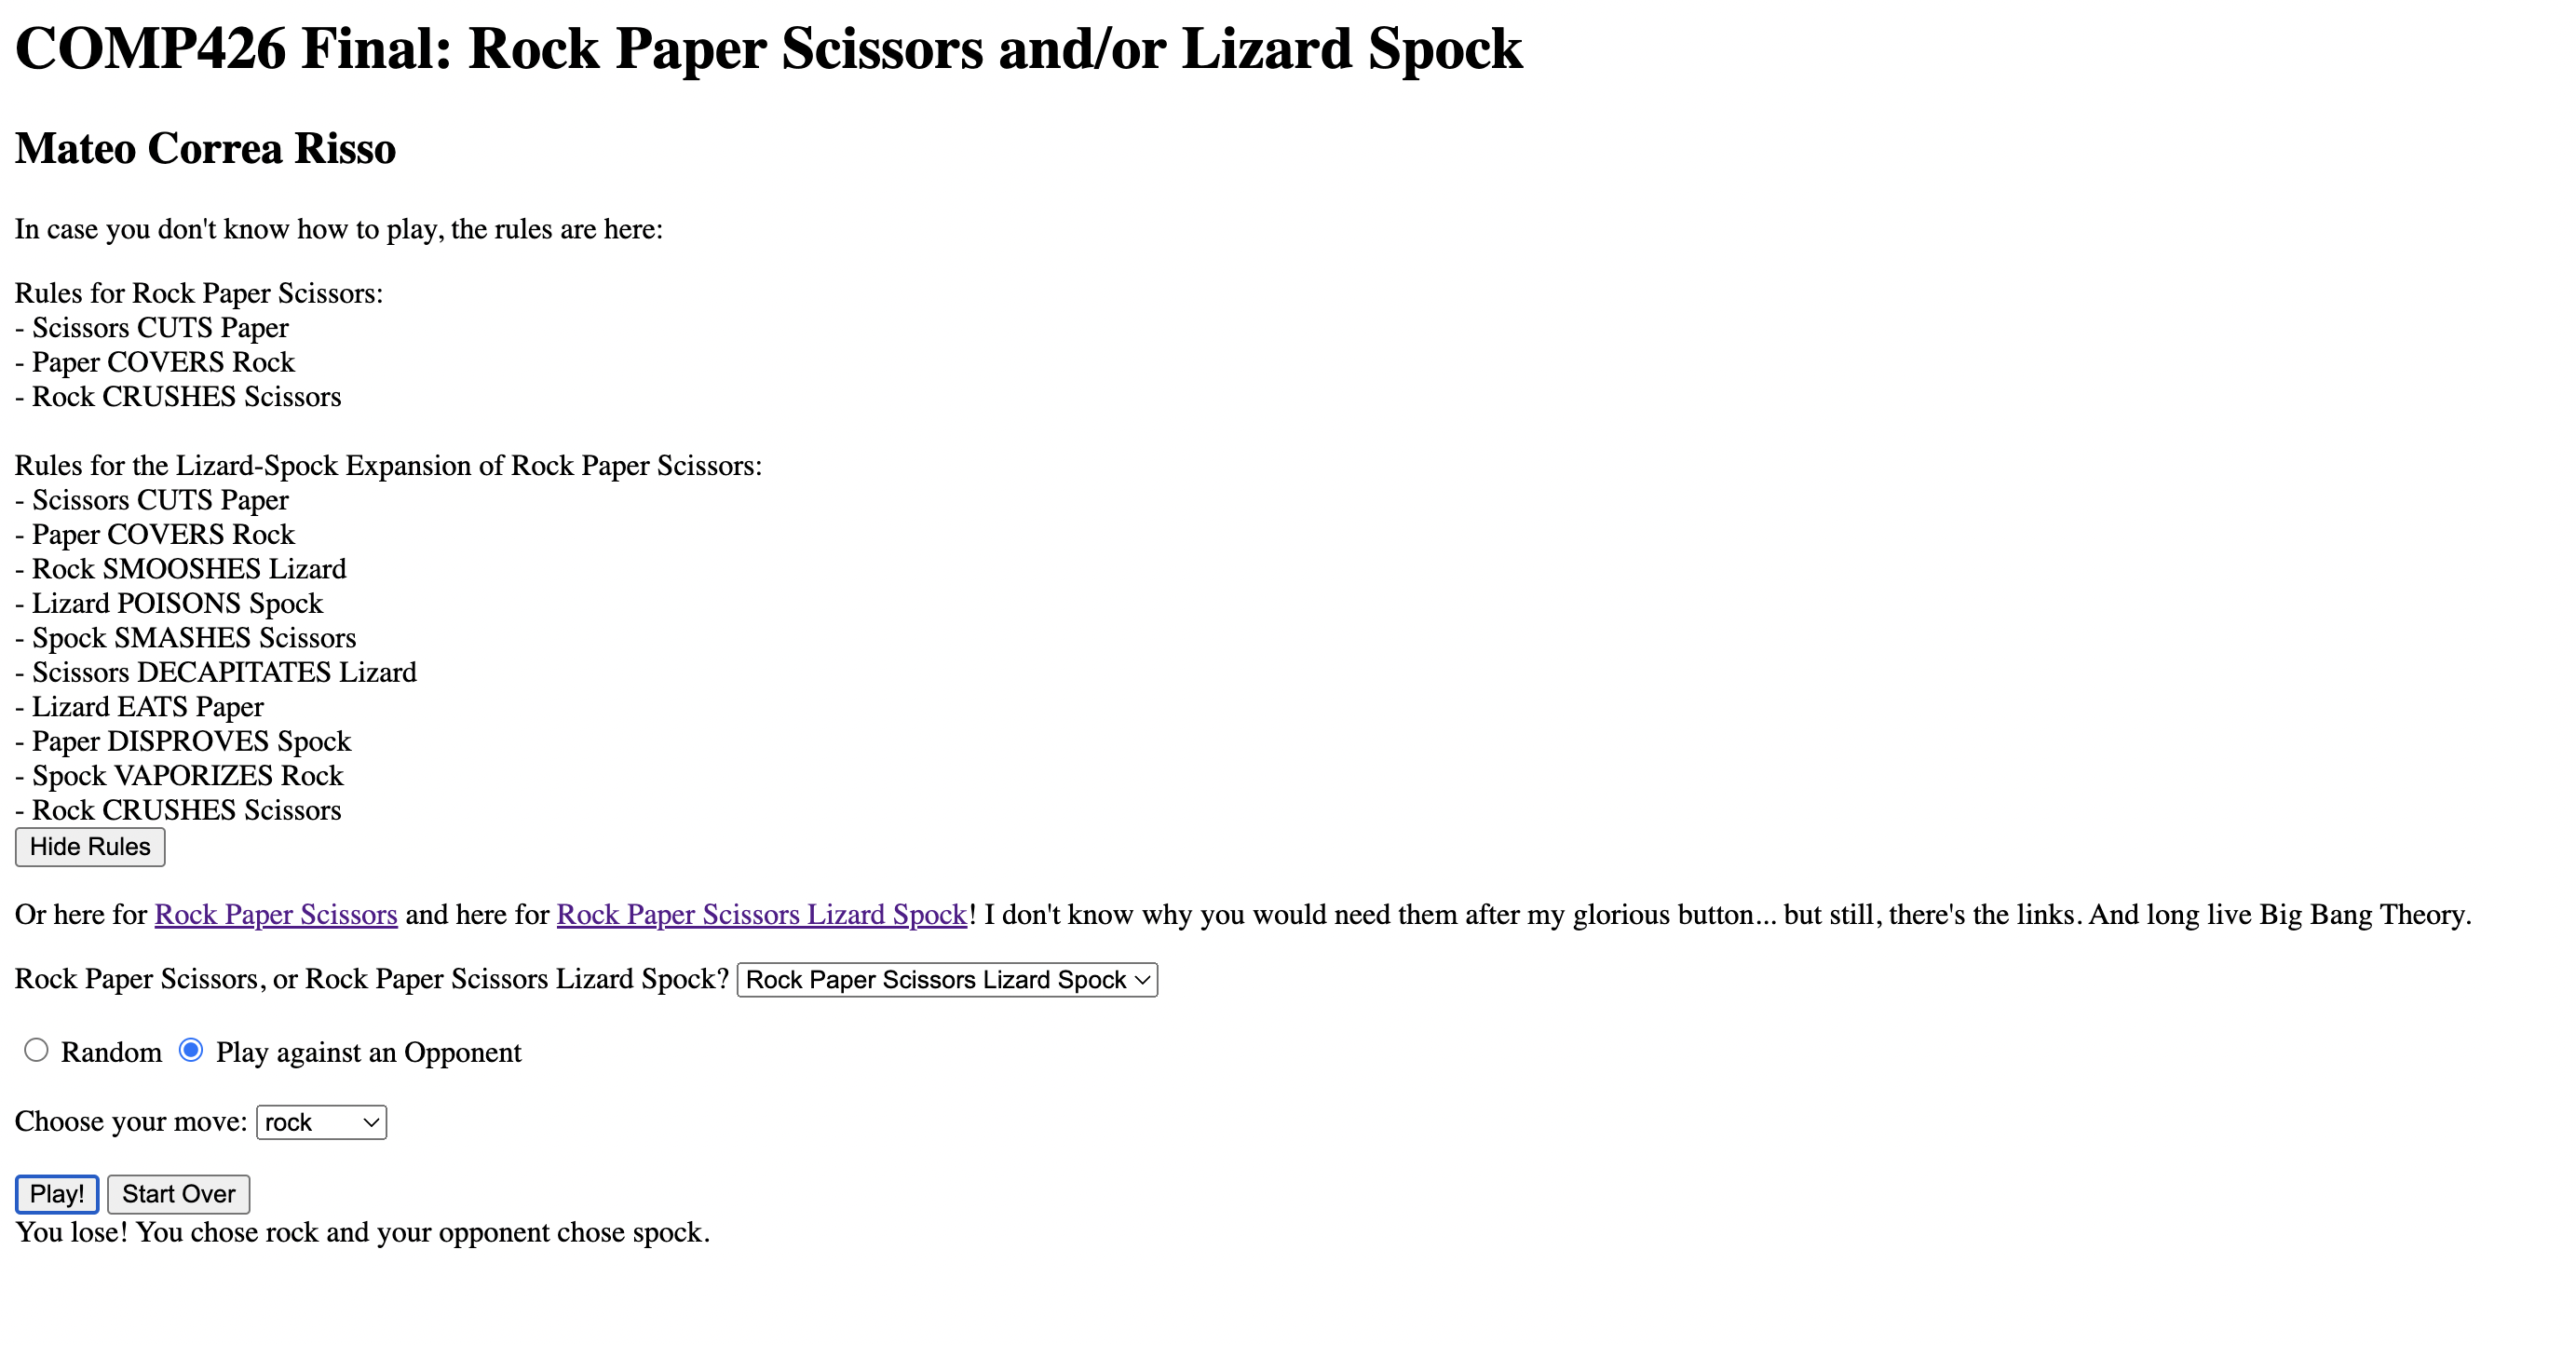 COMP426 Final: Rock Paper Scissors and/or Lizard Spock
Mateo Correa Risso
In case you don't know how to play, the rules are here:
Rules for Rock Paper Scissors:
- Scissors CUTS Paper
- Paper COVERS Rock
- Rock CRUSHES Scissors
Rules for the Lizard-Spock Expansion of Rock Paper Scissors:
- Scissors CUTS Paper
- Paper COVERS Rock
- Rock SMOOSHES Lizard
- Lizard POISONS Spock
- Spock SMASHES Scissors
- Scissors DECAPITATES Lizard
- Lizard EATS Paper
- Paper DISPROVES Spock
- Spock VAPORIZES Rock
- Rock CRUSHES Scissors
Hide Rules
Or here for Rock Paper Scissors and here for Rock Paper Scissors Lizard Spock! I don't know why you would need them after my glorious button... but still, there's the links. And long live Big Bang Theory.
Rock Paper Scissors, or Rock Paper Scissors Lizard Spock? Rock Paper Scissors Lizard Spock
Random Play against an Opponent
Choose your move: rock
Play! Start Over
You lose! You chose rock and your opponent chose spock.